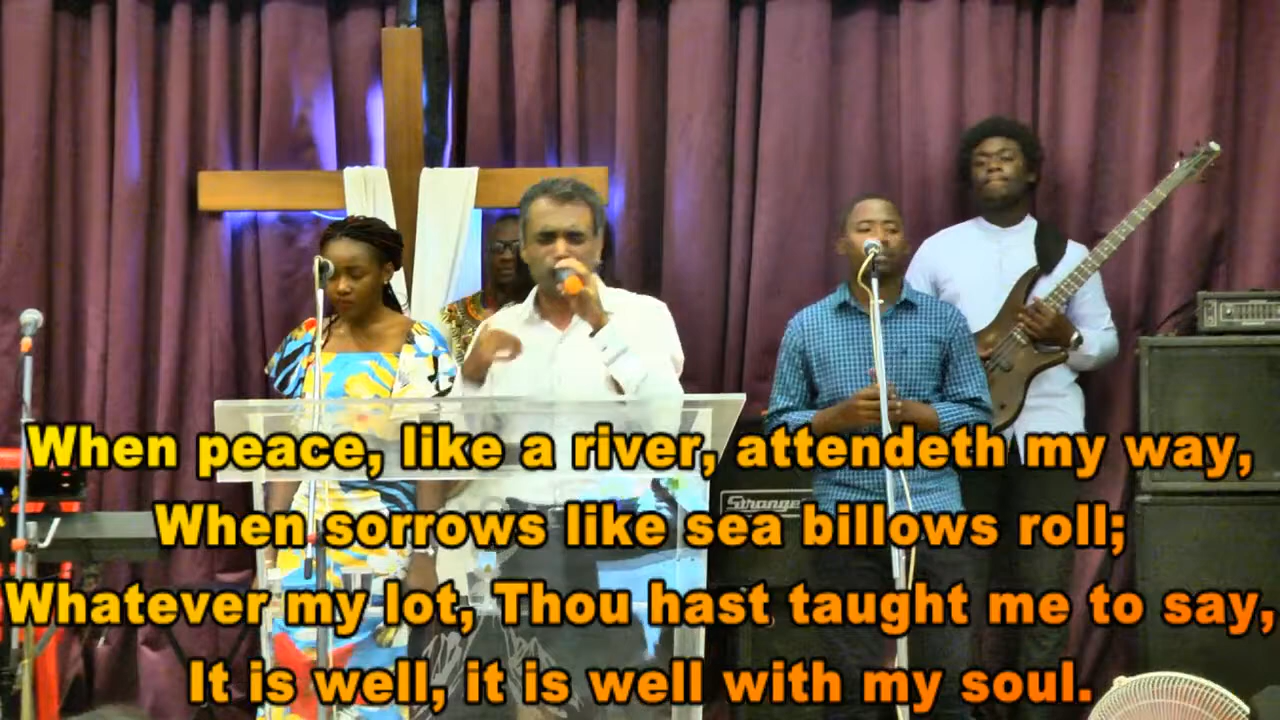 When peace, like a river, attendeth my way,
When sorrows like sea billows roll;
Whatever my lot, Thou hast taught me to say,
It is well, it is well with my soul.
Strange